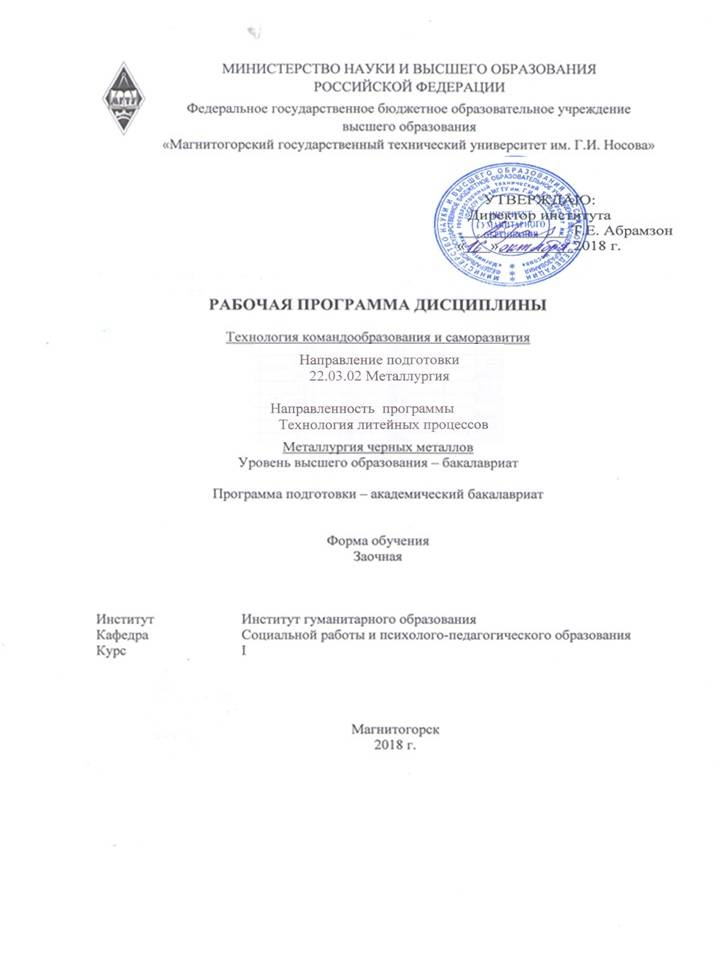 МИНИСТЕРСТВО НАУКИ И ВЫСШЕГО ОБРАЗОВАНИЯ
РОССИЙСКОЙ ФЕДЕРАЦИИ
Федеральное государственное бюджетное образовательное учреждение
высшего образования
«Магнитогорский государственный технический университет им. Г.И. Носова»
УТВЕРЖДАЮ:
Директор института
Г.Е. Абрамзон
«16» октября 2018 г.
РАБОЧАЯ ПРОГРАММА ДИСЦИПЛИНЫ
Технология командообразования и саморазвития
Направление подготовки
22.03.02 Металлургия
Направленность программы
Технология литейных процессов
Металлургия черных металлов
Уровень высшего образования – бакалавриат
Программа подготовки – академический бакалавриат
Форма обучения
Заочная
Институт Институт гуманитарного образования
Кафедра Социальной работы и психолого-педагогического образования
Курс I
Магнитогорск
2018 г.